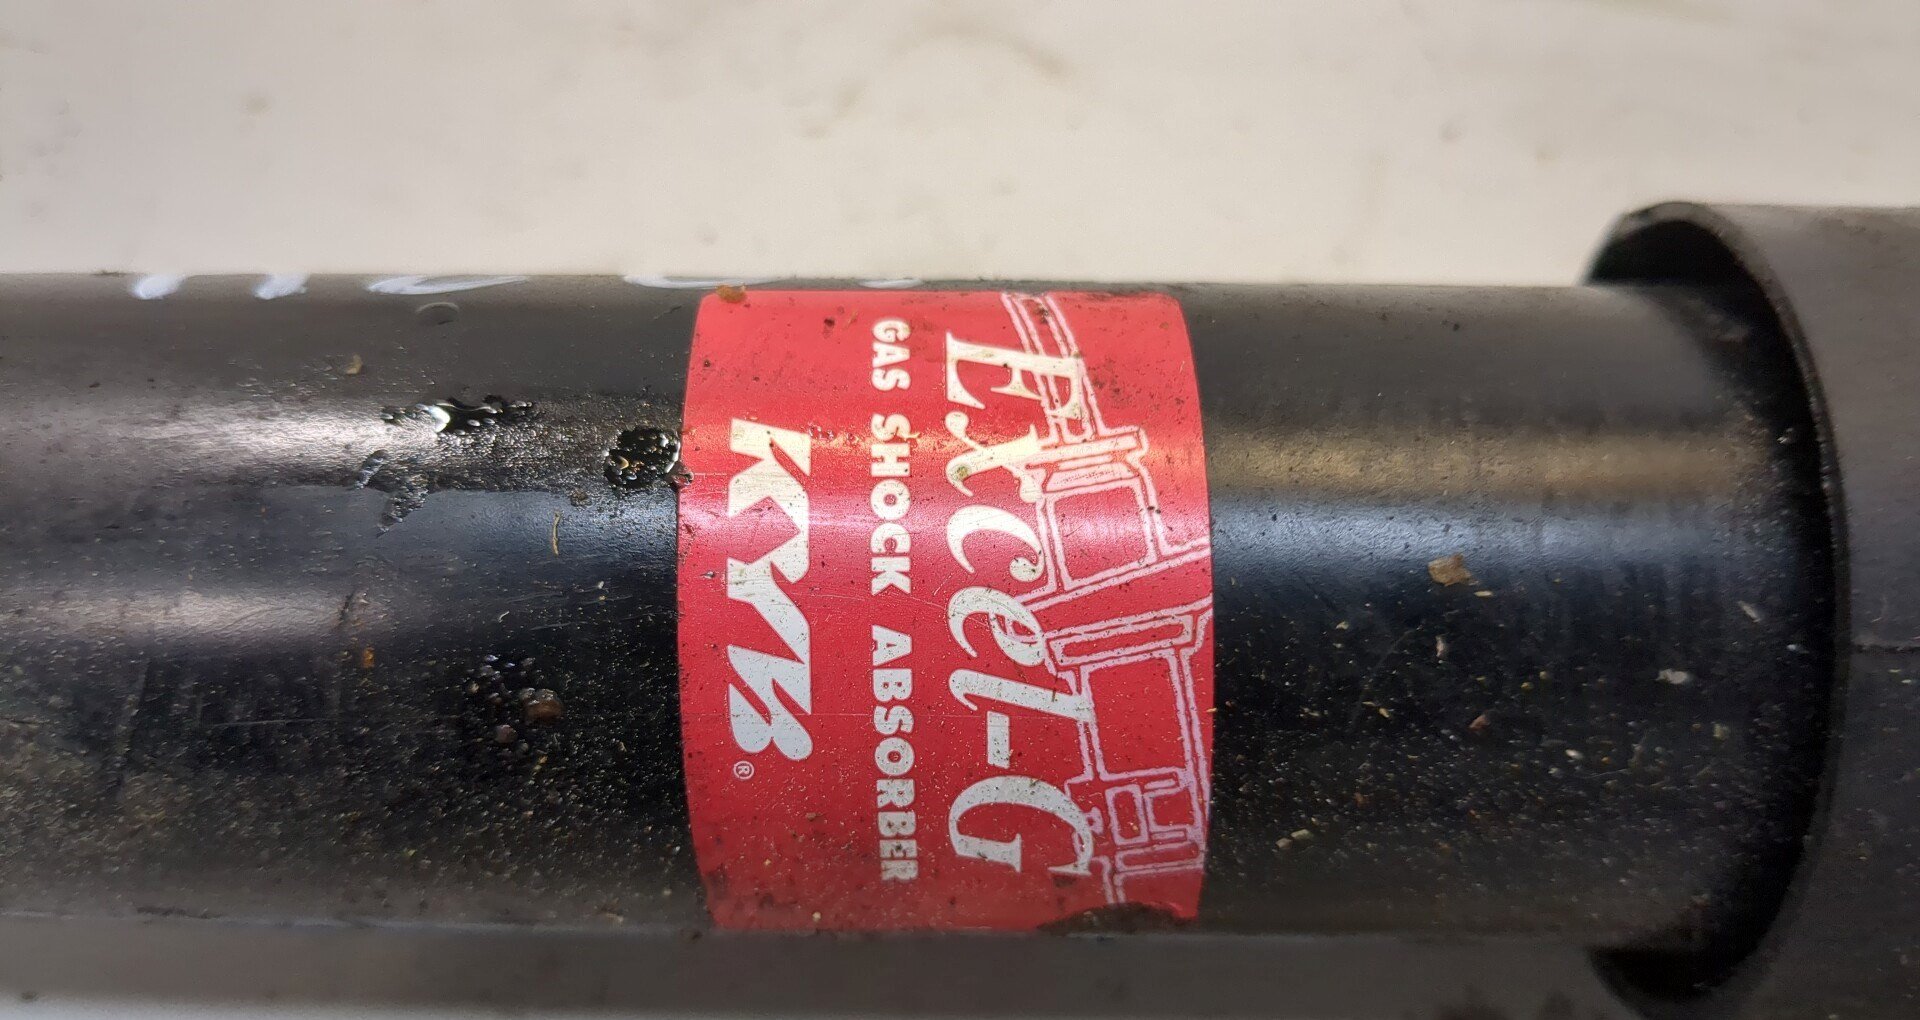 Excel-G
GAS SHOCK ABSORBER
KYB®